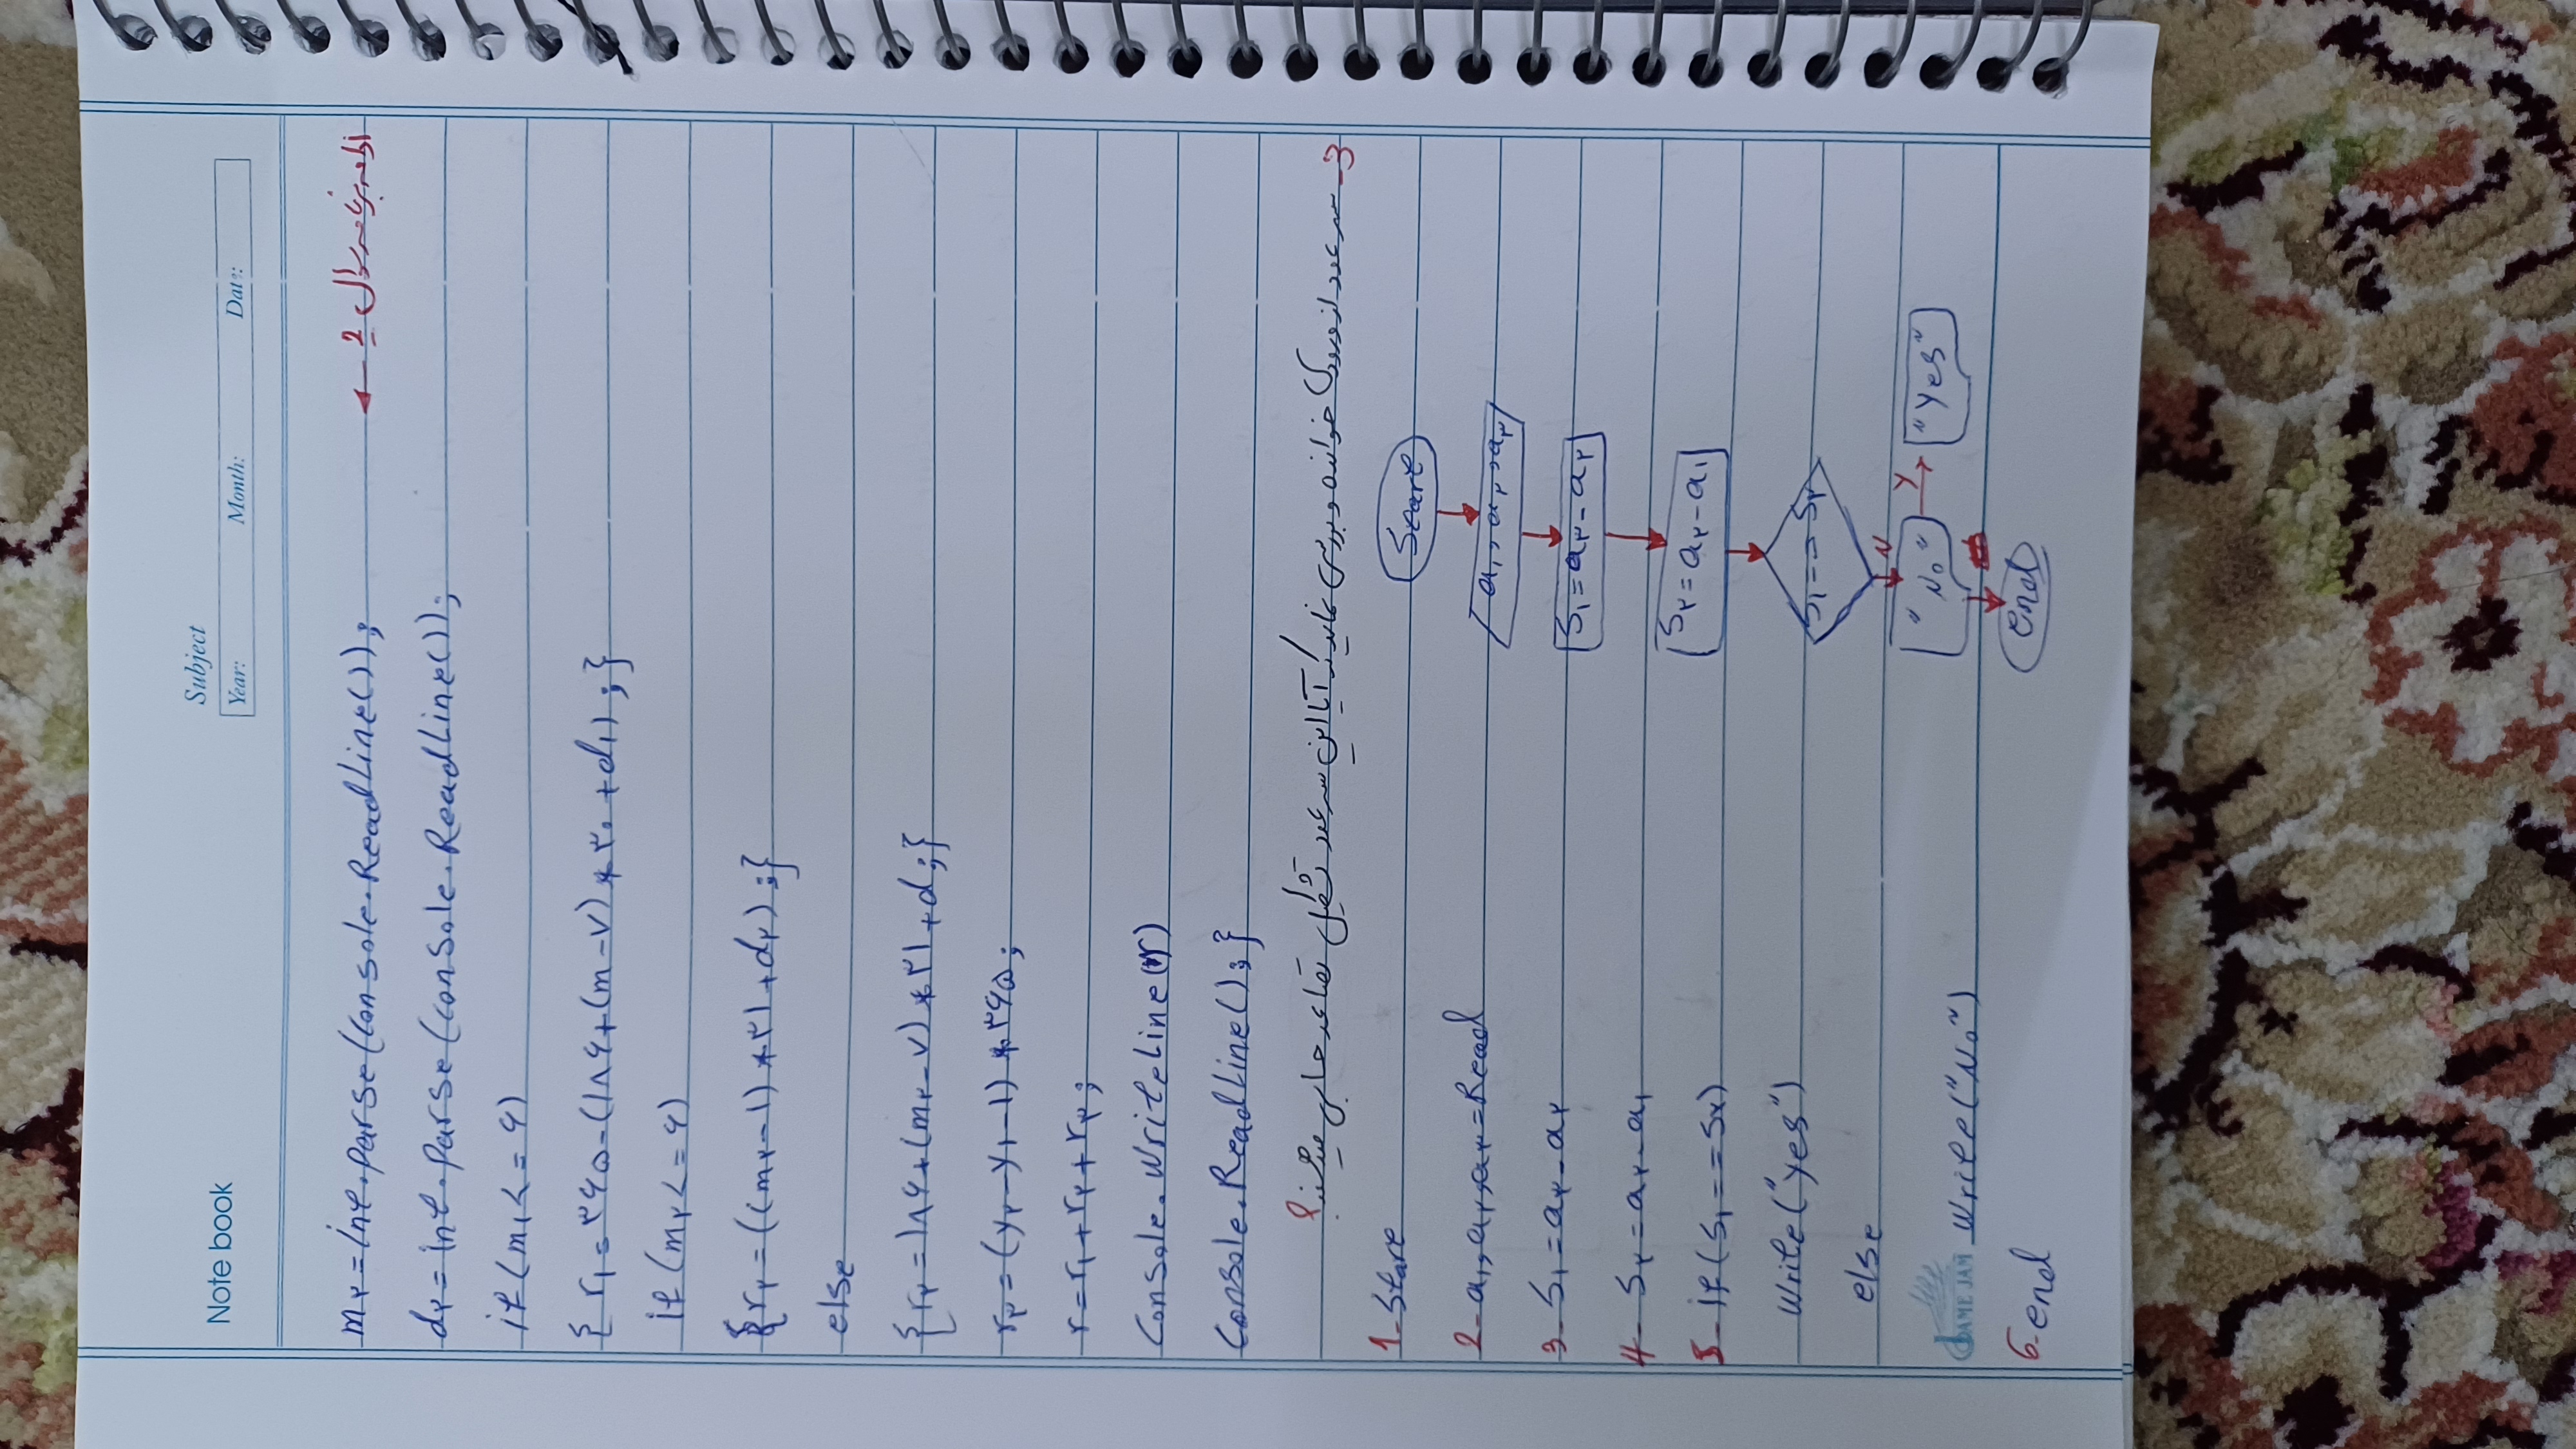 Note book
Subject
Year: Month: Date:
ادامه برنامه سوال 2
m۲=int.parse(Console.ReadLine());
d۲=int.parse(Console.ReadLine());
if(m۱<=۶)
{r۱=۳۶۵-(۱۸۶+(m-۷)*۳۰+d۱);}
if(m۲<=۶)
{r۲=((m۲-۱)*۳۱+d۲);}
else
{r۲=۱۸۶+(m۲-۷)*۳۱+d;}
r۳=(y۲-y۱-۱)*۳۶۵;
r=r۱+r۲+r۳;
Console.WriteLine(r)
Console.ReadLine();}
3- سه عدد از ورودی خوانده و بررسی نماید که آیا این سه عدد تشکیل تصاعد حسابی میدهند؟
1- Start
2- a۱,a۲,a۳=Read
3- S۱=a۳-a۲
4- S۲=a۲-a۱
5- if(S۱==S۲)
Write("yes")
else
Write("No")
6- end
Start
a۱,a۲,a۳
S۱=a۳-a۲
S۲=a۲-a۱
S۱==S۲
N
"No" Y "Yes"
end
GAME JAM